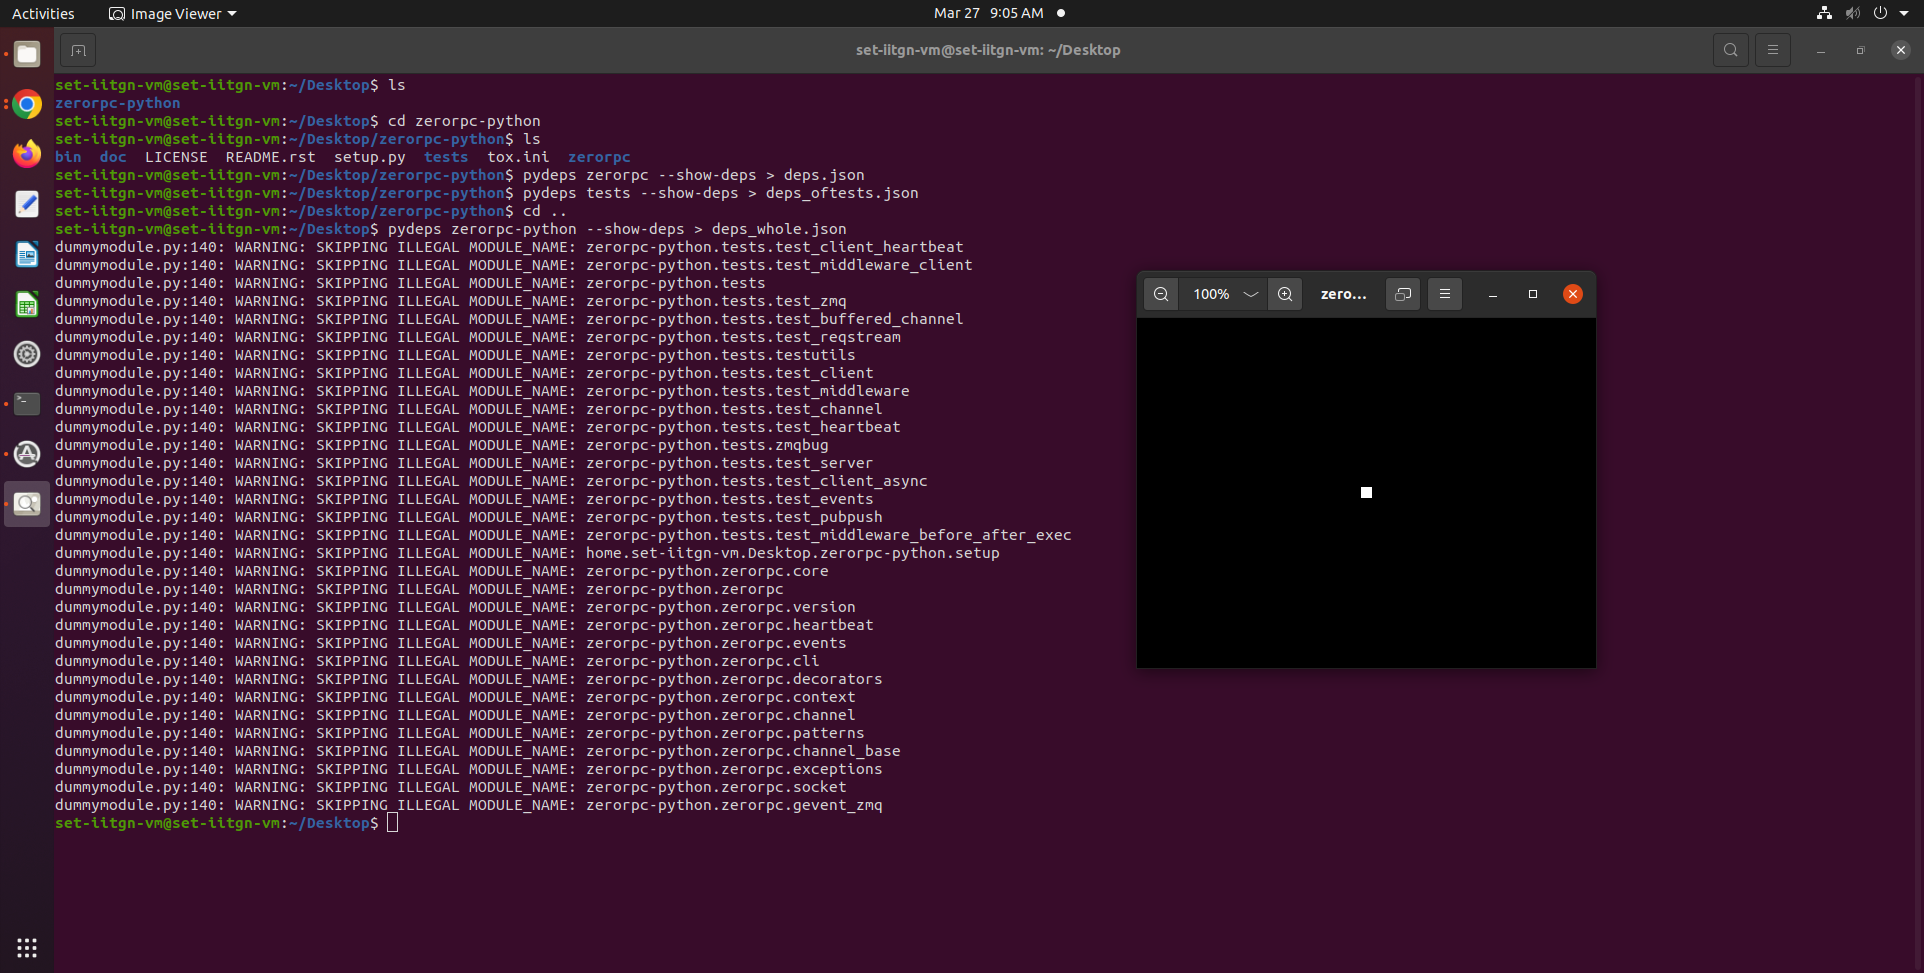 Activities Image Viewer Mar 27 9:05 AM
set-iitgn-vm@set-iitgn-vm: ~/Desktop
set-iitgn-vm@set-iitgn-vm:~/Desktop$ ls
zerorpc-python
set-iitgn-vm@set-iitgn-vm:~/Desktop$ cd zerorpc-python
set-iitgn-vm@set-iitgn-vm:~/Desktop/zerorpc-python$ ls
bin doc LICENSE README.rst setup.py tests tox.ini zerorpc
set-iitgn-vm@set-iitgn-vm:~/Desktop/zerorpc-python$ pydeps zerorpc --show-deps > deps.json
set-iitgn-vm@set-iitgn-vm:~/Desktop/zerorpc-python$ pydeps tests --show-deps > deps_oftests.json
set-iitgn-vm@set-iitgn-vm:~/Desktop/zerorpc-python$ cd ..
set-iitgn-vm@set-iitgn-vm:~/Desktop$ pydeps zerorpc-python --show-deps > deps_whole.json
dummymodule.py:140: WARNING: SKIPPING ILLEGAL MODULE_NAME: zerorpc-python.tests.test_client_heartbeat
dummymodule.py:140: WARNING: SKIPPING ILLEGAL MODULE_NAME: zerorpc-python.tests.test_middleware_client
dummymodule.py:140: WARNING: SKIPPING ILLEGAL MODULE_NAME: zerorpc-python.tests
dummymodule.py:140: WARNING: SKIPPING ILLEGAL MODULE_NAME: zerorpc-python.tests.test_zmq
dummymodule.py:140: WARNING: SKIPPING ILLEGAL MODULE_NAME: zerorpc-python.tests.test_buffered_channel
dummymodule.py:140: WARNING: SKIPPING ILLEGAL MODULE_NAME: zerorpc-python.tests.test_reqstream
dummymodule.py:140: WARNING: SKIPPING ILLEGAL MODULE_NAME: zerorpc-python.tests.testutils
dummymodule.py:140: WARNING: SKIPPING ILLEGAL MODULE_NAME: zerorpc-python.tests.test_client
dummymodule.py:140: WARNING: SKIPPING ILLEGAL MODULE_NAME: zerorpc-python.tests.test_middleware
dummymodule.py:140: WARNING: SKIPPING ILLEGAL MODULE_NAME: zerorpc-python.tests.test_channel
dummymodule.py:140: WARNING: SKIPPING ILLEGAL MODULE_NAME: zerorpc-python.tests.test_heartbeat
dummymodule.py:140: WARNING: SKIPPING ILLEGAL MODULE_NAME: zerorpc-python.tests.zmqbug
dummymodule.py:140: WARNING: SKIPPING ILLEGAL MODULE_NAME: zerorpc-python.tests.test_server
dummymodule.py:140: WARNING: SKIPPING ILLEGAL MODULE_NAME: zerorpc-python.tests.test_client_async
dummymodule.py:140: WARNING: SKIPPING ILLEGAL MODULE_NAME: zerorpc-python.tests.test_events
dummymodule.py:140: WARNING: SKIPPING ILLEGAL MODULE_NAME: zerorpc-python.tests.test_pubpush
dummymodule.py:140: WARNING: SKIPPING ILLEGAL MODULE_NAME: zerorpc-python.tests.test_middleware_before_after_exec
dummymodule.py:140: WARNING: SKIPPING ILLEGAL MODULE_NAME: home.set-iitgn-vm.Desktop.zerorpc-python.setup
dummymodule.py:140: WARNING: SKIPPING ILLEGAL MODULE_NAME: zerorpc-python.zerorpc.core
dummymodule.py:140: WARNING: SKIPPING ILLEGAL MODULE_NAME: zerorpc-python.zerorpc
dummymodule.py:140: WARNING: SKIPPING ILLEGAL MODULE_NAME: zerorpc-python.zerorpc.version
dummymodule.py:140: WARNING: SKIPPING ILLEGAL MODULE_NAME: zerorpc-python.zerorpc.heartbeat
dummymodule.py:140: WARNING: SKIPPING ILLEGAL MODULE_NAME: zerorpc-python.zerorpc.events
dummymodule.py:140: WARNING: SKIPPING ILLEGAL MODULE_NAME: zerorpc-python.zerorpc.cli
dummymodule.py:140: WARNING: SKIPPING ILLEGAL MODULE_NAME: zerorpc-python.zerorpc.decorators
dummymodule.py:140: WARNING: SKIPPING ILLEGAL MODULE_NAME: zerorpc-python.zerorpc.context
dummymodule.py:140: WARNING: SKIPPING ILLEGAL MODULE_NAME: zerorpc-python.zerorpc.channel
dummymodule.py:140: WARNING: SKIPPING ILLEGAL MODULE_NAME: zerorpc-python.zerorpc.patterns
dummymodule.py:140: WARNING: SKIPPING ILLEGAL MODULE_NAME: zerorpc-python.zerorpc.channel_base
dummymodule.py:140: WARNING: SKIPPING ILLEGAL MODULE_NAME: zerorpc-python.zerorpc.exceptions
dummymodule.py:140: WARNING: SKIPPING ILLEGAL MODULE_NAME: zerorpc-python.zerorpc.socket
dummymodule.py:140: WARNING: SKIPPING ILLEGAL MODULE_NAME: zerorpc-python.zerorpc.gevent_zmq
set-iitgn-vm@set-iitgn-vm:~/Desktop$
100% zero...